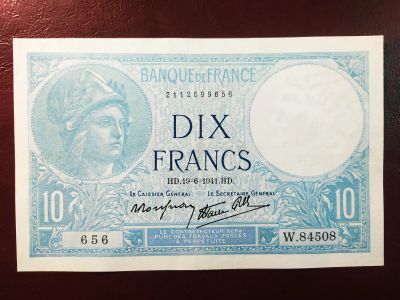 BANQUE DE FRANCE
2112699656
DIX
FRANCS
HD.19=6=1941.HD.
LE CAISSIER GÉNÉRAL LE SECRÉTAIRE GÉNÉRAL
10 10
656 W.84508
LE CONTREFACTEUR SERA
PUNI DES TRAVAUX FORCÉS
À PERPÉTUITÉ